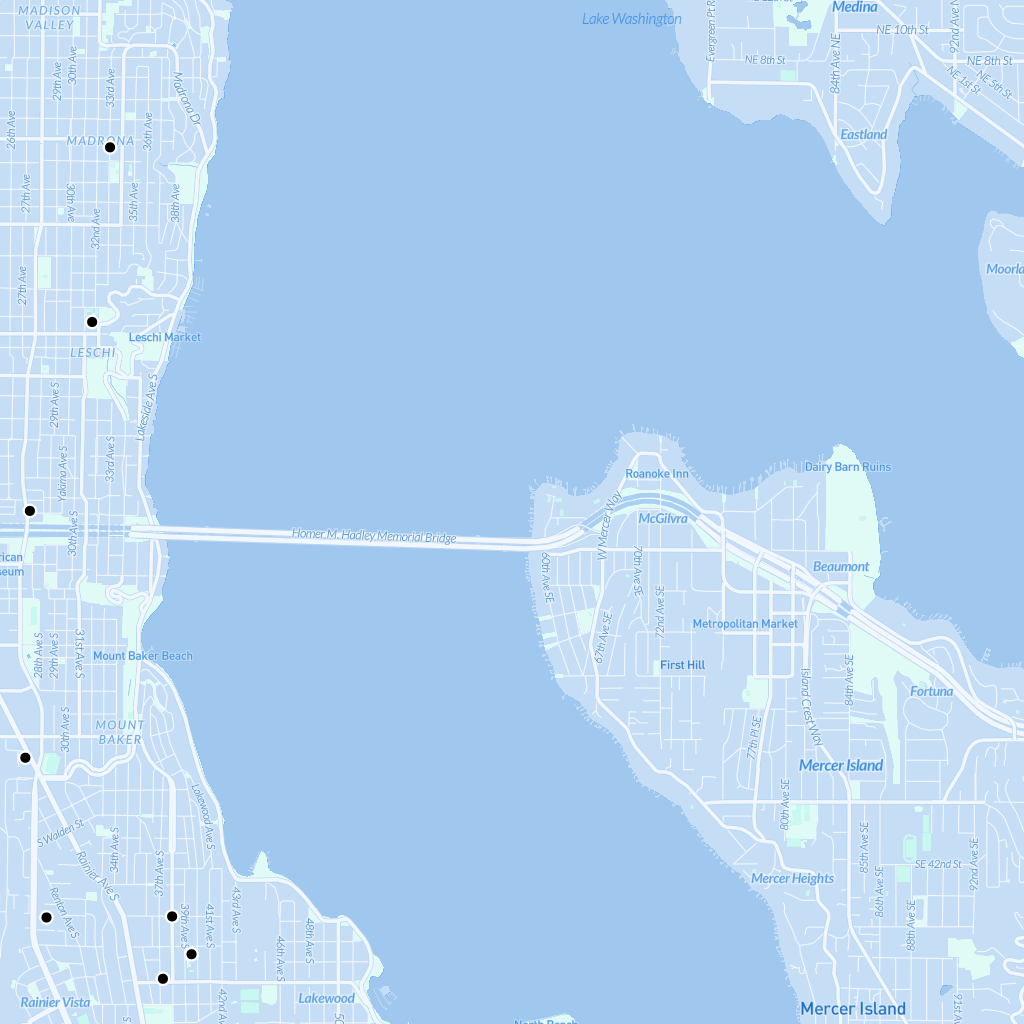 MADISON
VALLEY
Lake Washington
Medina
NE 10th St
92nd Ave NE
Evergreen Pt R
84th Ave NE
NE 8th St
NE 8th St
NE 1st St
NE 5th St
30th Ave
29th Ave
33rd Ave
Madrona Dr
26th Ave
36th Ave
MADRONA
Eastland
27th Ave
30th Ave
35th Ave
38th Ave
32nd Ave
27th Ave
Moorla
Leschi Market
LESCHI
29th Ave S
Lakeside Ave S
33rd Ave S
Yakima Ave S
Roanoke Inn
Dairy Barn Ruins
W Mercer Way
McGilvra
30th Ave S
Homer M. Hadley Memorial Bridge
rican
seum
60th Ave SE
70th Ave SE
Beaumont
72nd Ave SE
67th Ave SE
Metropolitan Market
28th Ave S
29th Ave S
31st Ave S
Mount Baker Beach
First Hill
84th Ave SE
Island Crest Way
Fortuna
30th Ave S
MOUNT
BAKER
77th Pl SE
Mercer Island
Lakewood Ave S
80th Ave SE
S Walden St
34th Ave S
Rainier Ave S
37th Ave S
85th Ave SE
SE 42nd St
92nd Ave SE
Mercer Heights
86th Ave SE
Renton Ave S
39th Ave S
41st Ave S
43rd Ave S
46th Ave S
48th Ave S
88th Ave SE
Rainier Vista
42nd Ave S
Lakewood
Mercer Island
North Beach